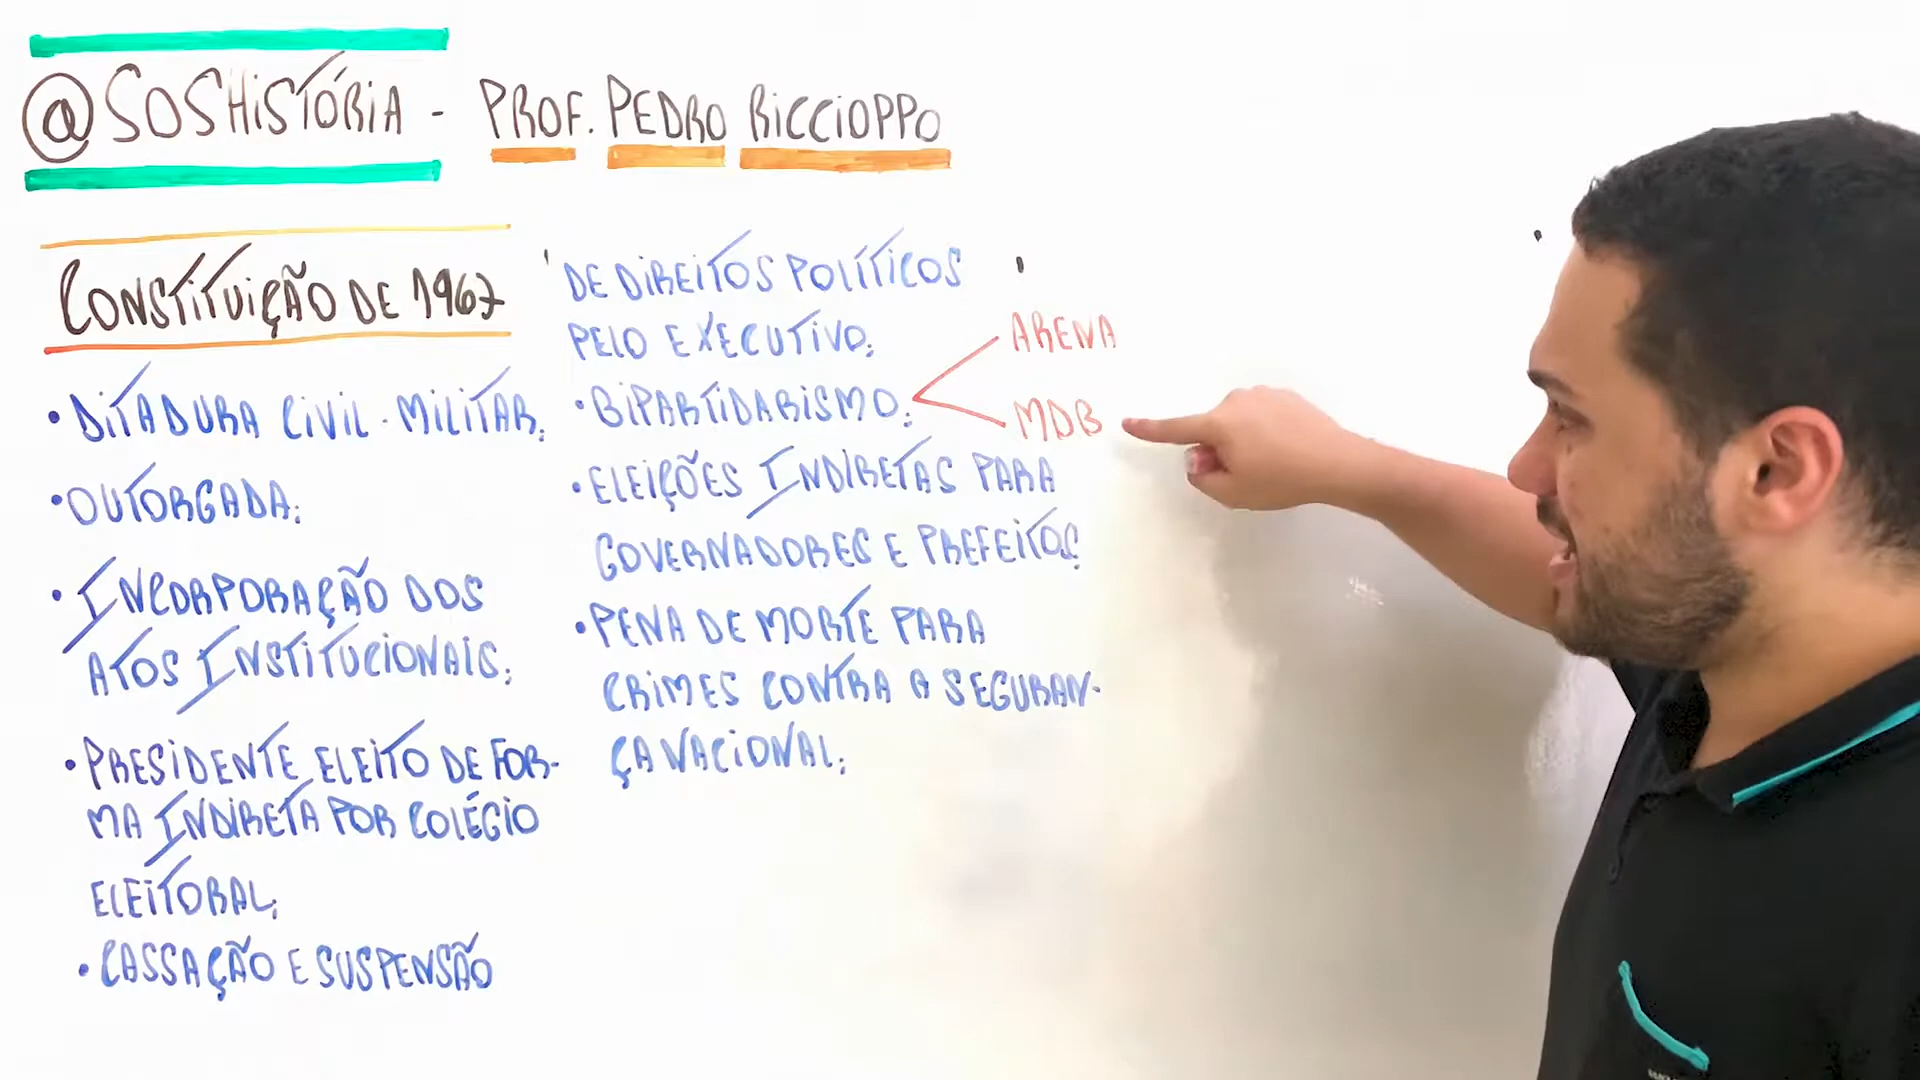 @SOSHISTÓRIA - PROF. PEDRO RICCIOPPO
CONSTITUIÇÃO DE 1967
• DITADURA CIVIL-MILITAR;
• OUTORGADA;
• INCORPORAÇÃO DOS
ATOS INSTITUCIONAIS;
• PRESIDENTE ELEITO DE FOR-
MA INDIRETA POR COLÉGIO
ELEITORAL;
• CASSAÇÃO E SUSPENSÃO
DE DIREITOS POLÍTICOS
PELO EXECUTIVO;
• BIPARTIDARISMO;
ARENA
MDB
• ELEIÇÕES INDIRETAS PARA
GOVERNADORES E PREFEITOS;
• PENA DE MORTE PARA
CRIMES CONTRA A SEGURAN-
ÇA NACIONAL;